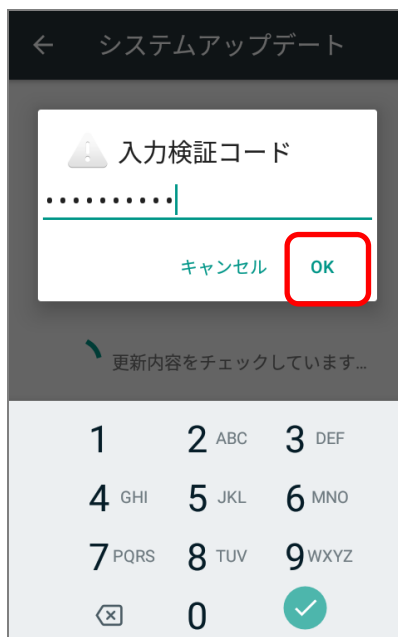 システムアップデート
入力検証コード
••••••••••
キャンセル OK
更新内容をチェックしています...
1 2 ABC 3 DEF
4 GHI 5 JKL 6 MNO
7 PQRS 8 TUV 9 WXYZ
0